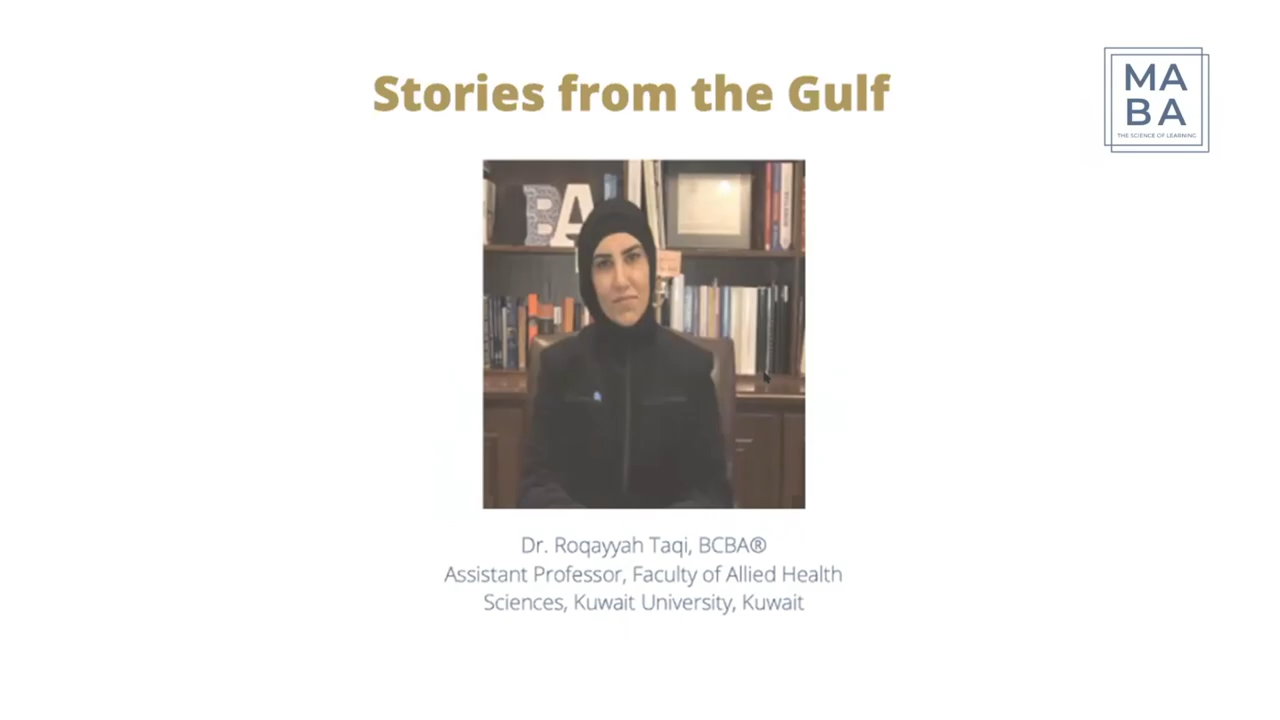 Stories from the Gulf
MA
BA
THE SCIENCE OF LEARNING
BA
Dr. Roqayyah Taqi, BCBA®
Assistant Professor, Faculty of Allied Health
Sciences, Kuwait University, Kuwait